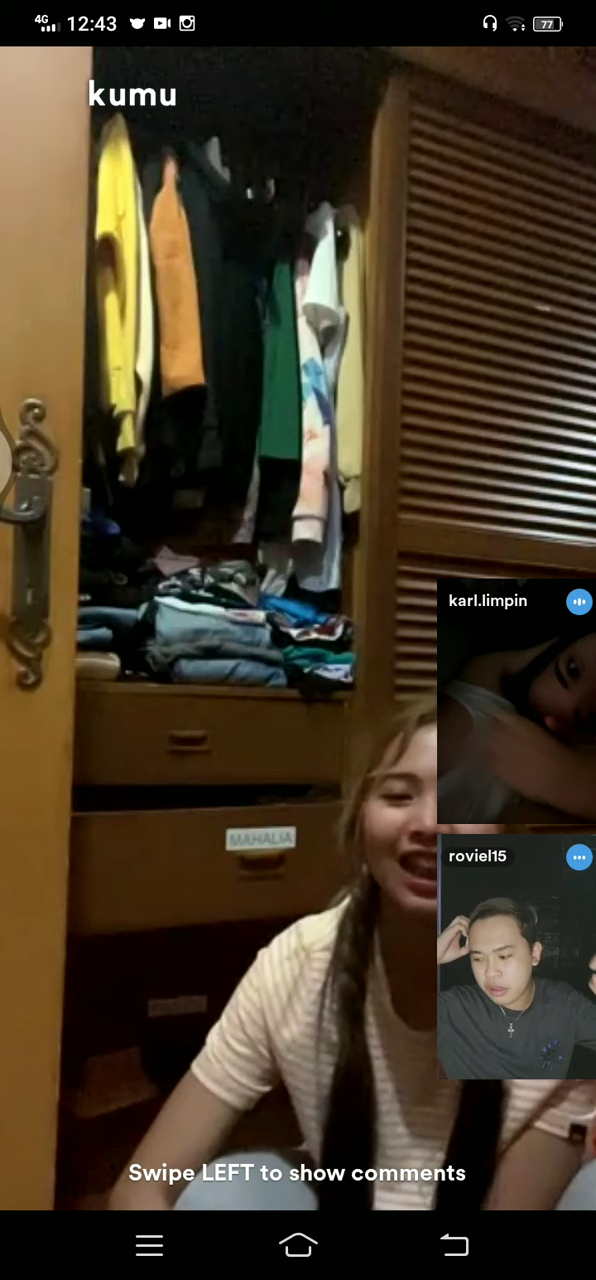 4G 12:43 77
kumu
karl.limpin
MAHALIA
roviel15
Swipe LEFT to show comments